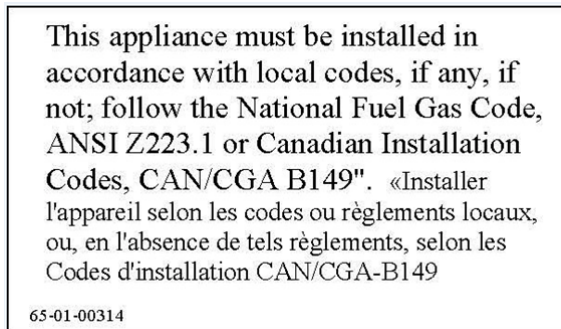 This appliance must be installed in
accordance with local codes, if any, if
not; follow the National Fuel Gas Code,
ANSI Z223.1 or Canadian Installation
Codes, CAN/CGA B149". «Installer
l'appareil selon les codes ou règlements locaux,
ou, en l'absence de tels règlements, selon les
Codes d'installation CAN/CGA-B149
65-01-00314